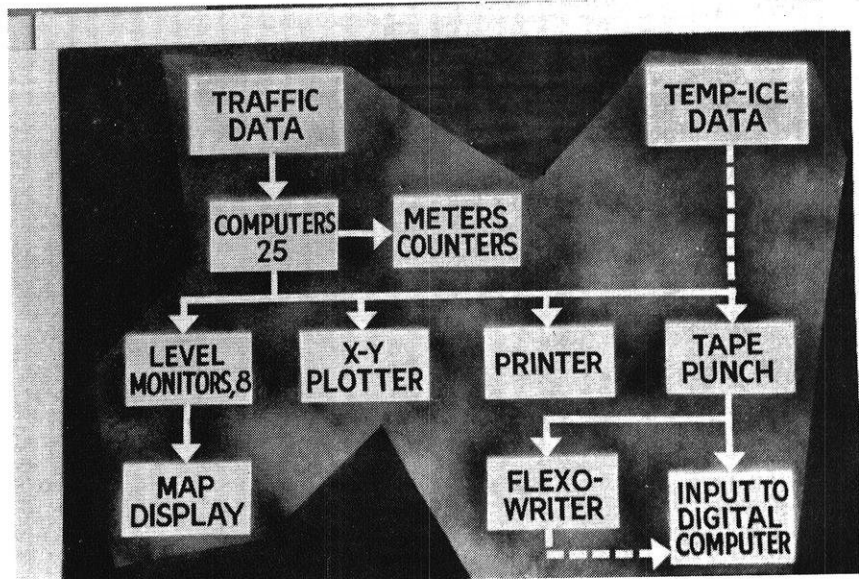 TRAFFIC
DATA
TEMP-ICE
DATA
COMPUTERS
25
METERS
COUNTERS
LEVEL
MONITORS,8
X-Y
PLOTTER
PRINTER
TAPE
PUNCH
MAP
DISPLAY
FLEXO-
WRITER
INPUT TO
DIGITAL
COMPUTER